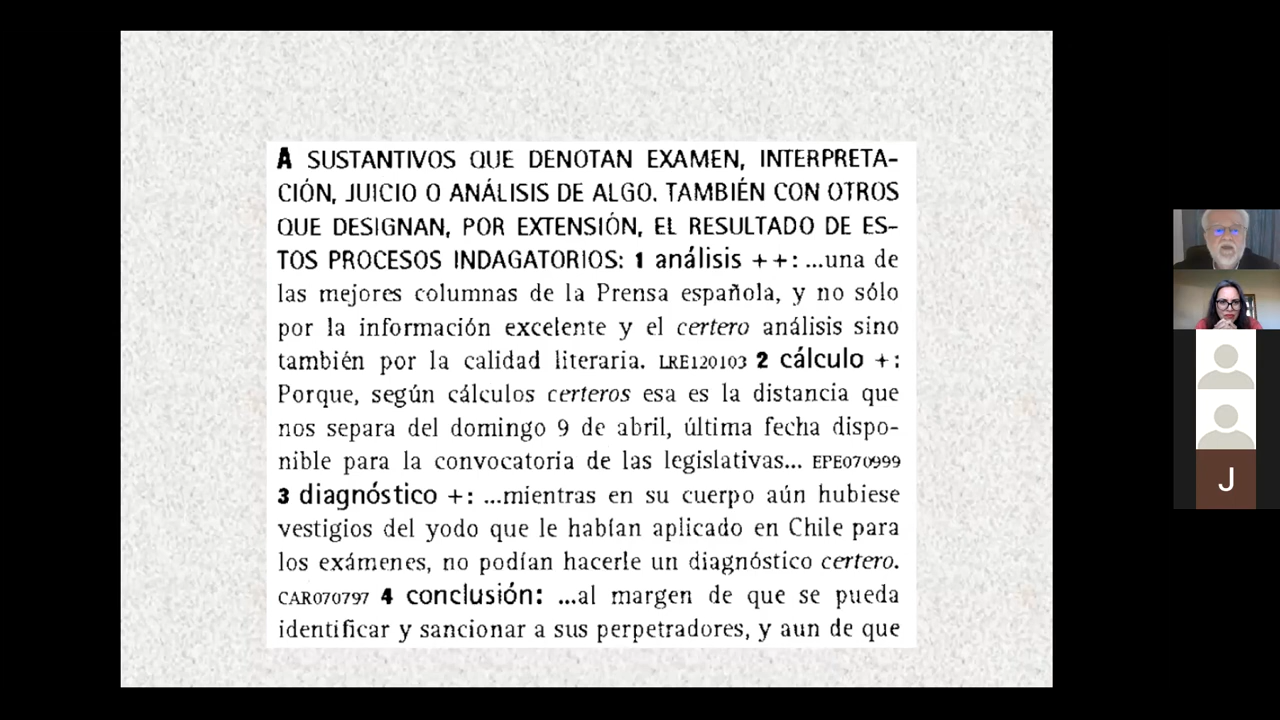 A SUSTANTIVOS QUE DENOTAN EXAMEN, INTERPRETA-
CIÓN, JUICIO O ANÁLISIS DE ALGO. TAMBIÉN CON OTROS
QUE DESIGNAN, POR EXTENSIÓN, EL RESULTADO DE ES-
TOS PROCESOS INDAGATORIOS: 1 análisis ++: ...una de
las mejores columnas de la Prensa española, y no sólo
por la información excelente y el certero análisis sino
también por la calidad literaria. LRE120103 2 cálculo +:
Porque, según cálculos certeros esa es la distancia que
nos separa del domingo 9 de abril, última fecha dispo-
nible para la convocatoria de las legislativas... EPE070999
3 diagnóstico +: ...mientras en su cuerpo aún hubiese
vestigios del yodo que le habían aplicado en Chile para
los exámenes, no podían hacerle un diagnóstico certero.
CAR070797 4 conclusión: ...al margen de que se pueda
identificar y sancionar a sus perpetradores, y aun de que
J